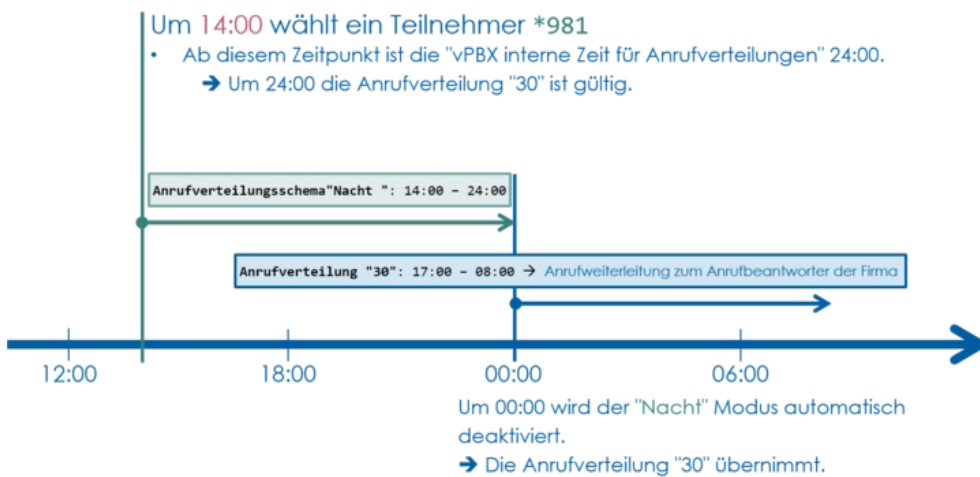 Um 14:00 wählt ein Teilnehmer *981
• Ab diesem Zeitpunkt ist die "vPBX interne Zeit für Anrufverteilungen" 24:00.
➔ Um 24:00 die Anrufverteilung "30" ist gültig.
Anrufverteilungsschema"Nacht ": 14:00 – 24:00
Anrufverteilung "30": 17:00 – 08:00 → Anrufweiterleitung zum Anrufbeantworter der Firma
12:00 18:00 00:00 06:00
Um 00:00 wird der "Nacht" Modus automatisch
deaktiviert.
➔ Die Anrufverteilung "30" übernimmt.